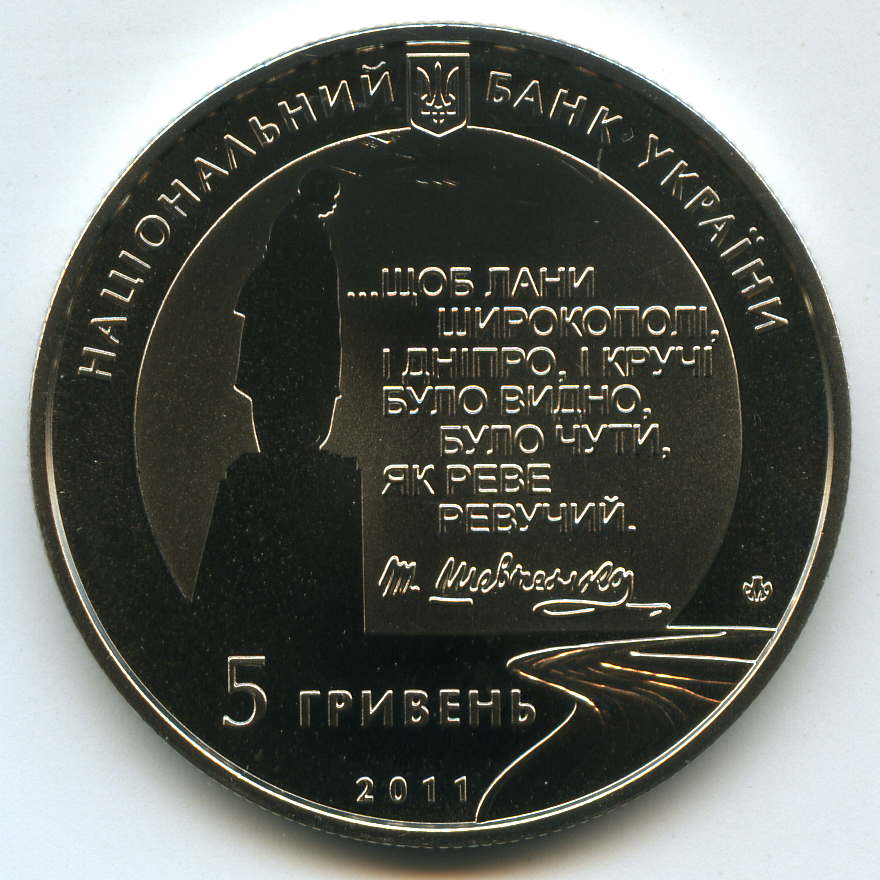 НАЦІОНАЛЬНИЙ БАНК УКРАЇНИ
...ЩОБ ЛАНИ
ШИРОКОПОЛІ,
І ДНІПРО, І КРУЧІ
БУЛО ВИДНО,
БУЛО ЧУТИ,
ЯК РЕВЕ
РЕВУЧИЙ.
Т. Шевченко
5 ГРИВЕНЬ
2011